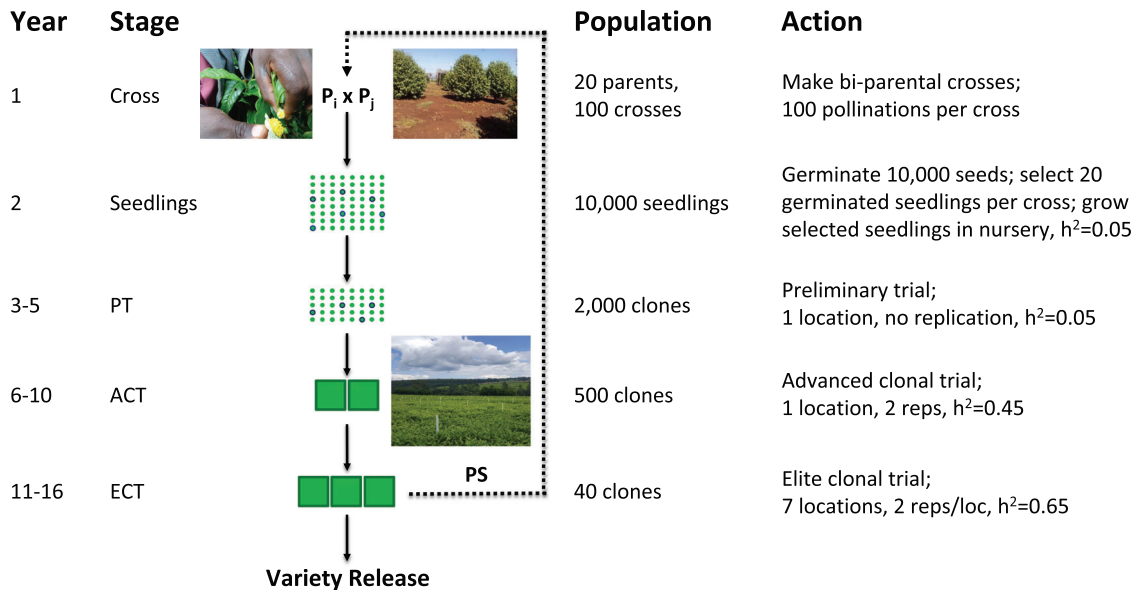 Year Stage Population Action
1 Cross P_i x P_j 20 parents, 100 crosses Make bi-parental crosses; 100 pollinations per cross
2 Seedlings 10,000 seedlings Germinate 10,000 seeds; select 20 germinated seedlings per cross; grow selected seedlings in nursery, h²=0.05
3-5 PT 2,000 clones Preliminary trial; 1 location, no replication, h²=0.05
6-10 ACT 500 clones Advanced clonal trial; 1 location, 2 reps, h²=0.45
11-16 ECT PS 40 clones Elite clonal trial; 7 locations, 2 reps/loc, h²=0.65
Variety Release